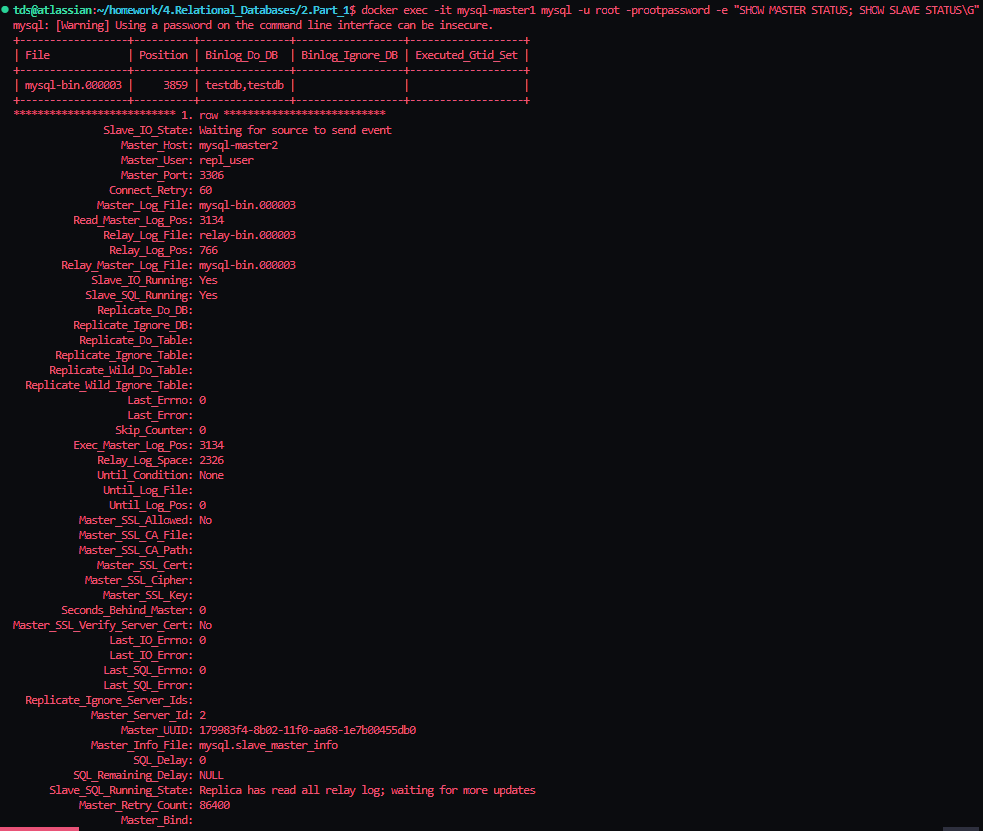 tds@atlassian:~/homework/4.Relational_Databases/2.Part_1$ docker exec -it mysql-master1 mysql -u root -prootpassword -e "SHOW MASTER STATUS; SHOW SLAVE STATUS\G"
mysql: [Warning] Using a password on the command line interface can be insecure.
+------------------+----------+---------------+------------------+-------------------+
| File | Position | Binlog_Do_DB | Binlog_Ignore_DB | Executed_Gtid_Set |
+------------------+----------+---------------+------------------+-------------------+
| mysql-bin.000003 | 3859 | testdb,testdb | | |
+------------------+----------+---------------+------------------+-------------------+
*************************** 1. row ***************************
Slave_IO_State: Waiting for source to send event
Master_Host: mysql-master2
Master_User: repl_user
Master_Port: 3306
Connect_Retry: 60
Master_Log_File: mysql-bin.000003
Read_Master_Log_Pos: 3134
Relay_Log_File: relay-bin.000003
Relay_Log_Pos: 766
Relay_Master_Log_File: mysql-bin.000003
Slave_IO_Running: Yes
Slave_SQL_Running: Yes
Replicate_Do_DB:
Replicate_Ignore_DB:
Replicate_Do_Table:
Replicate_Ignore_Table:
Replicate_Wild_Do_Table:
Replicate_Wild_Ignore_Table:
Last_Errno: 0
Last_Error:
Skip_Counter: 0
Exec_Master_Log_Pos: 3134
Relay_Log_Space: 2326
Until_Condition: None
Until_Log_File:
Until_Log_Pos: 0
Master_SSL_Allowed: No
Master_SSL_CA_File:
Master_SSL_CA_Path:
Master_SSL_Cert:
Master_SSL_Cipher:
Master_SSL_Key:
Seconds_Behind_Master: 0
Master_SSL_Verify_Server_Cert: No
Last_IO_Errno: 0
Last_IO_Error:
Last_SQL_Errno: 0
Last_SQL_Error:
Replicate_Ignore_Server_Ids:
Master_Server_Id: 2
Master_UUID: 179983f4-8b02-11f0-aa68-1e7b00455db0
Master_Info_File: mysql.slave_master_info
SQL_Delay: 0
SQL_Remaining_Delay: NULL
Slave_SQL_Running_State: Replica has read all relay log; waiting for more updates
Master_Retry_Count: 86400
Master_Bind: